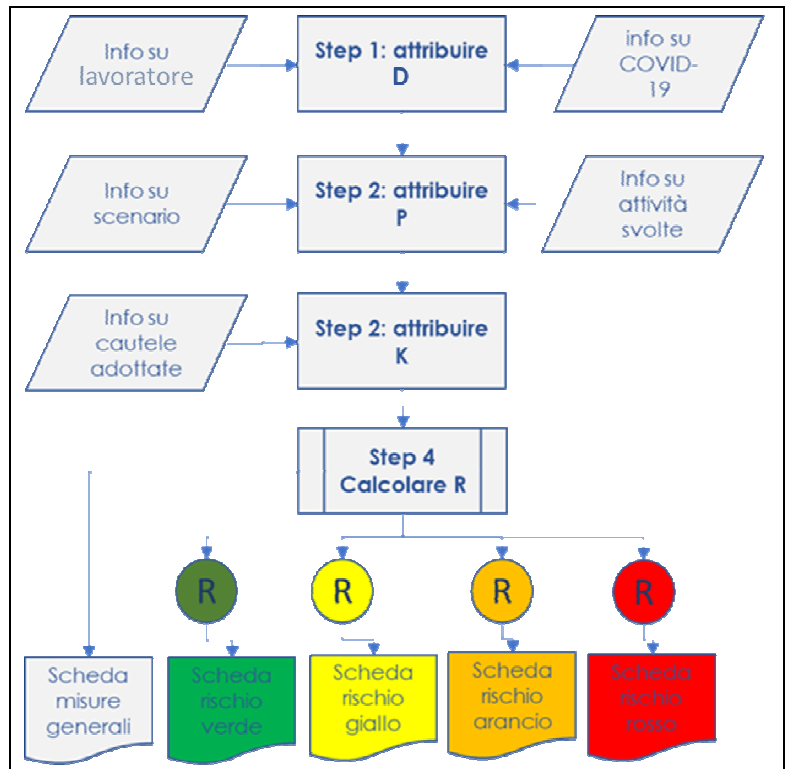 Info su
lavoratore
Step 1: attribuire
D
info su
COVID-
19
Info su
scenario
Step 2: attribuire
P
Info su
attività
svolte
Info su
cautele
adottate
Step 2: attribuire
K
Step 4
Calcolare R
R
R
R
R
Scheda
misure
generali
Scheda
rischio
verde
Scheda
rischio
giallo
Scheda
rischio
arancio
Scheda
rischio
rosso